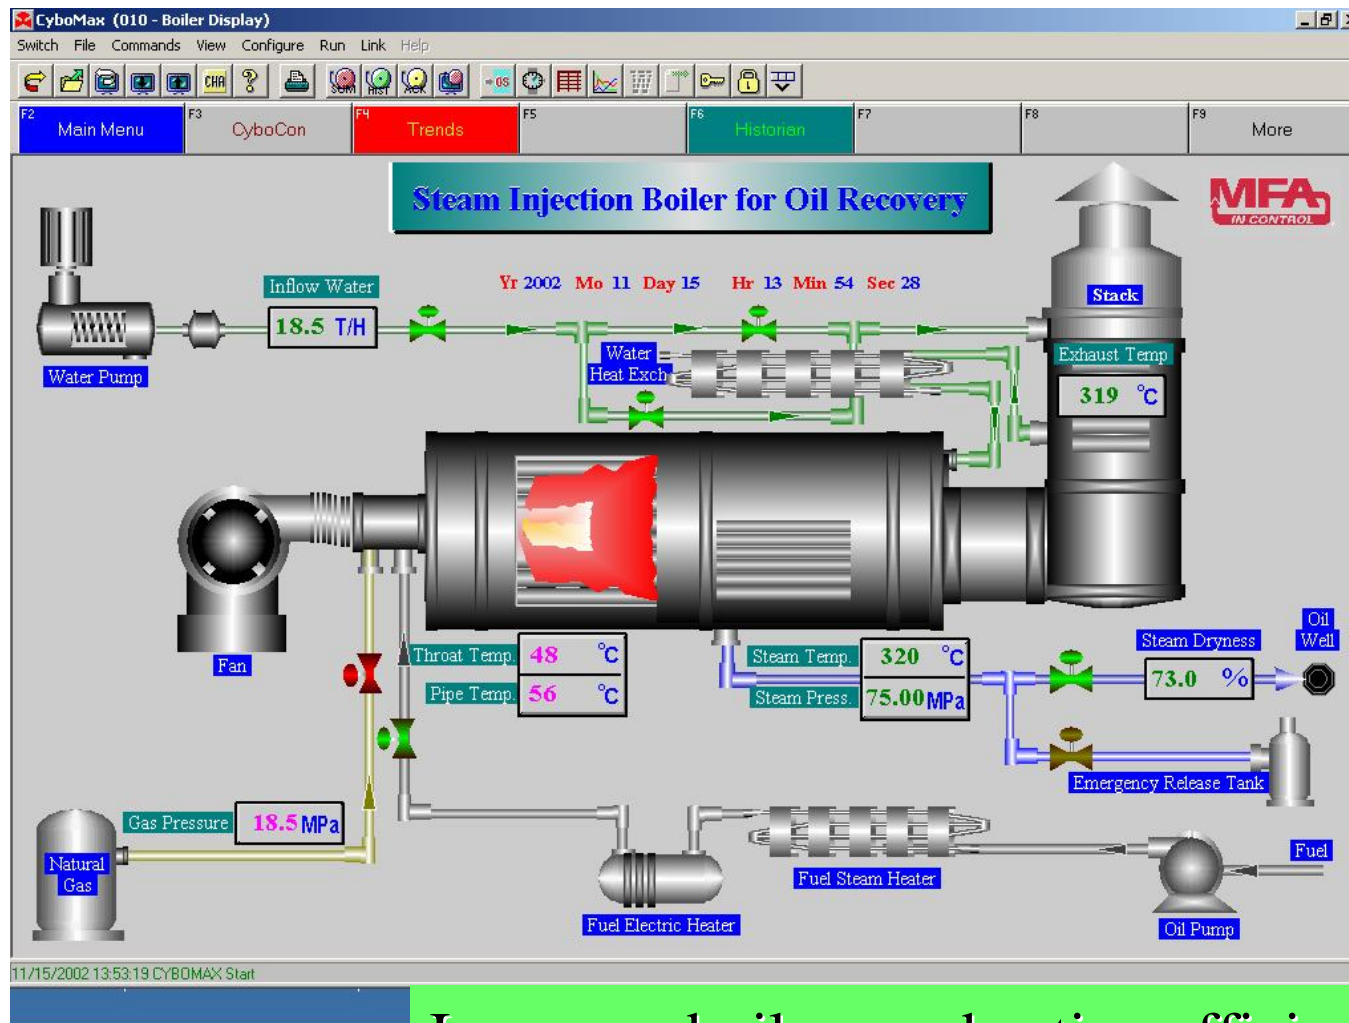 CyboMax (010 - Boiler Display)
Switch File Commands View Configure Run Link Help
CHA ? SUM HIST ACK OS
F2 Main Menu F3 CyboCon F4 Trends F5 F6 Historian F7 F8 F9 More
Steam Injection Boiler for Oil Recovery
MFA
IN CONTROL
Yr 2002 Mo 11 Day 15 Hr 13 Min 54 Sec 28
Inflow Water
18.5 T/H
Water Pump
Water
Heat Exch
Stack
Exhaust Temp
319 °C
Fan
Throat Temp. 48 °C
Pipe Temp. 56 °C
Steam Temp. 320 °C
Steam Press. 75.00 MPa
Steam Dryness
73.0 %
Oil
Well
Emergency Release Tank
Gas Pressure 18.5 MPa
Natural
Gas
Fuel Electric Heater
Fuel Steam Heater
Fuel
Oil Pump
11/15/2002 13:53:19 CYBOMAX Start